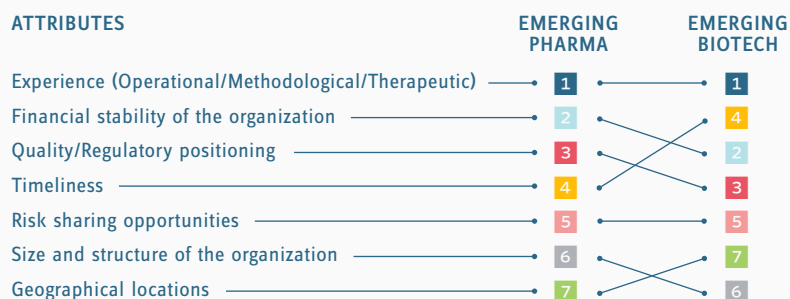 ATTRIBUTES EMERGING PHARMA EMERGING BIOTECH
Experience (Operational/Methodological/Therapeutic) 1 1
Financial stability of the organization 2 4
Quality/Regulatory positioning 3 2
Timeliness 4 3
Risk sharing opportunities 5 5
Size and structure of the organization 6 7
Geographical locations 7 6